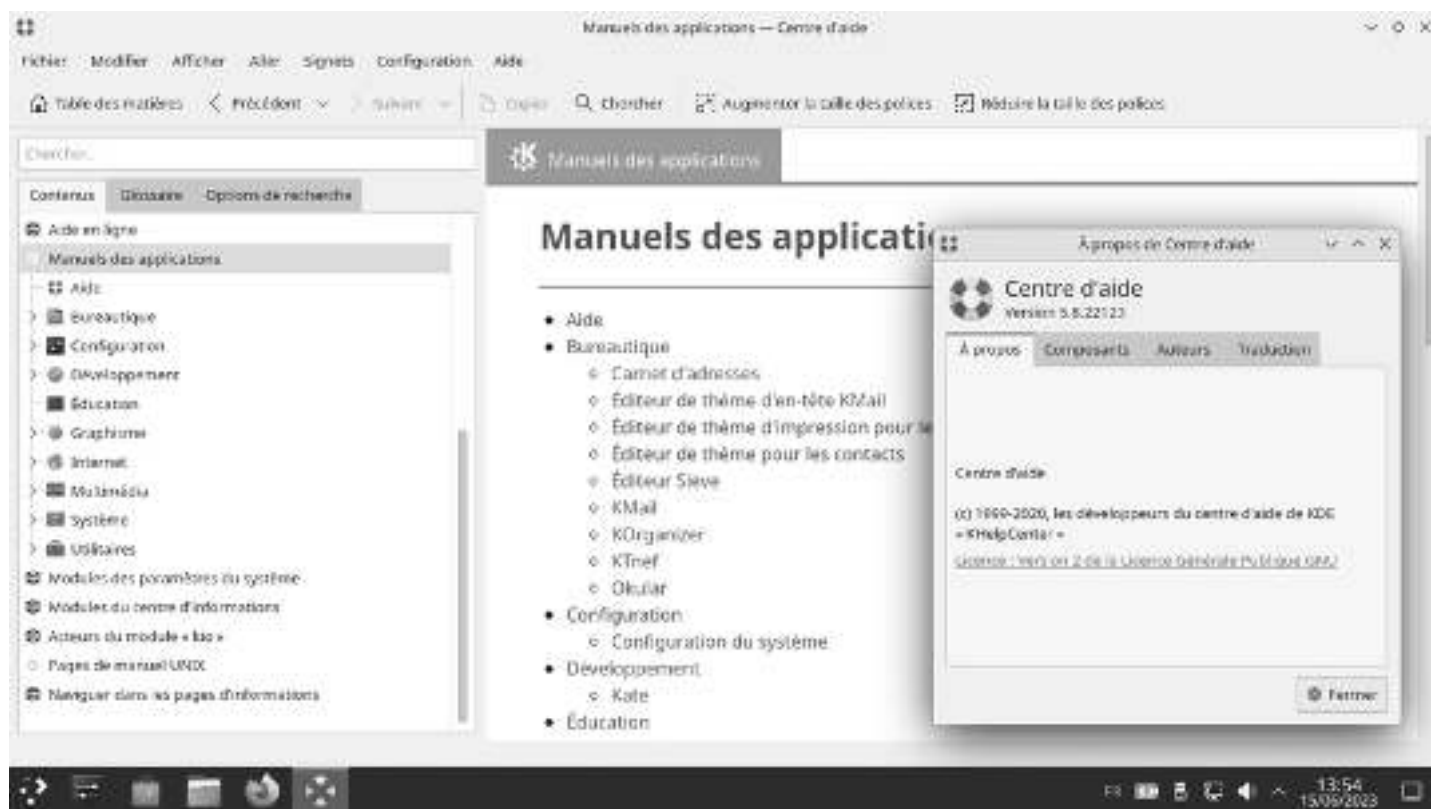 Manuels des applications — Centre d'aide
Fichier Modifier Afficher Aller Signets Configuration Aide
Table des matières Précédent Suivant Copier Chercher Augmenter la taille des polices Réduire la taille des polices
Chercher...
Manuels des applications
Contenus Glossaire Options de recherche
Aide en ligne
Manuels des applications
Aide
Bureautique
Configuration
Développement
Éducation
Graphisme
Internet
Multimédia
Système
Utilitaires
Modules des paramètres du système
Modules du centre d'informations
Acteurs du module « kio »
Pages de manuel UNIX
Naviguer dans les pages d'informations
Manuels des applicati
Aide
Bureautique
Carnet d'adresses
Éditeur de thème d'en-tête KMail
Éditeur de thème d'impression pour le
Éditeur de thème pour les contacts
Éditeur Sieve
KMail
KOrganizer
KTnef
Okular
Configuration
Configuration du système
Développement
Kate
Éducation
À propos de Centre d'aide
Centre d'aide
Version 5.8.22123
À propos Composants Auteurs Traduction
Centre d'aide
(c) 1999-2020, les développeurs du centre d'aide de KDE
« KHelpCenter »
Licence : Version 2 de la Licence Générale Publique GNU
Fermer
FR
13:54
15/06/2023